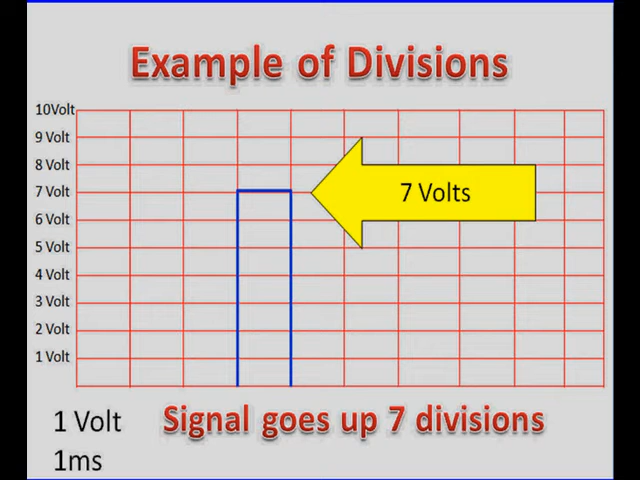 Example of Divisions
10Volt
9 Volt
8 Volt
7 Volt
7 Volts
6 Volt
5 Volt
4 Volt
3 Volt
2 Volt
1 Volt
1 Volt
Signal goes up 7 divisions
1ms